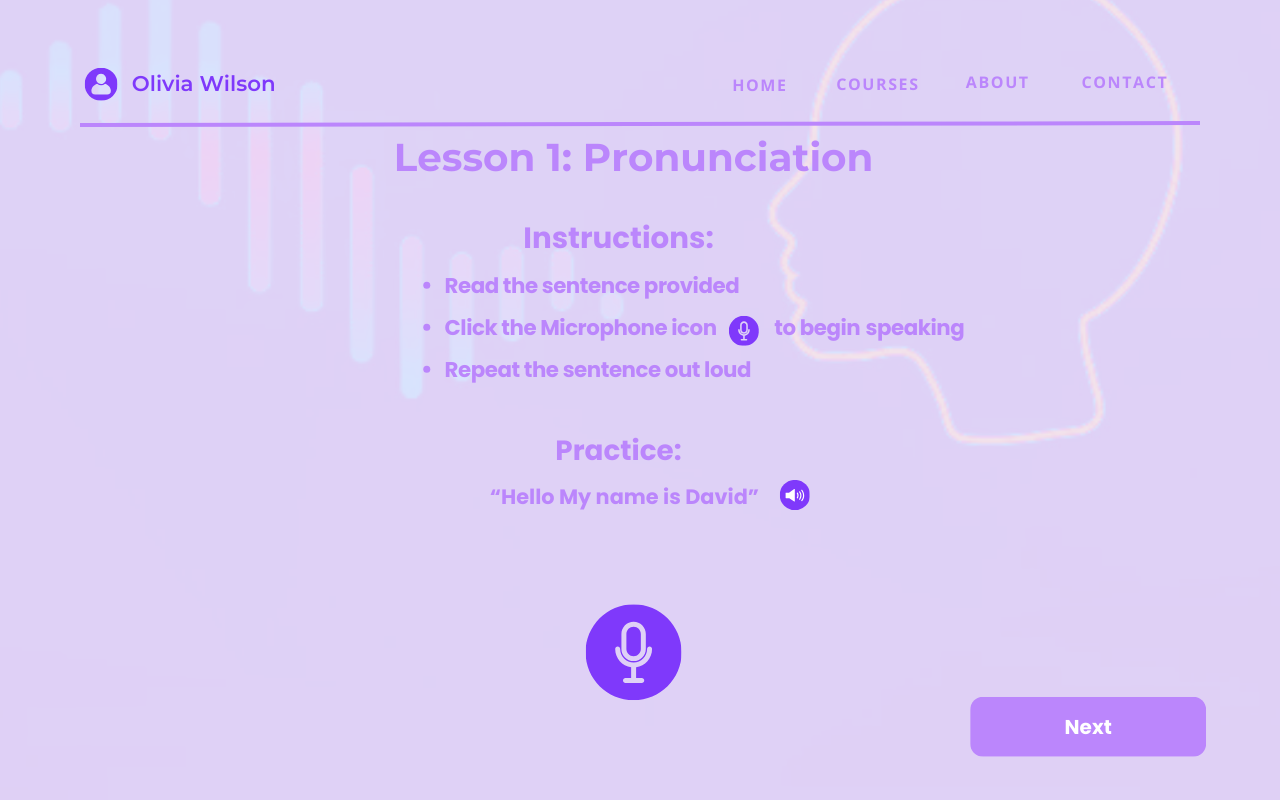 Olivia Wilson
HOME COURSES ABOUT CONTACT
Lesson 1: Pronunciation
Instructions:
• Read the sentence provided
• Click the Microphone icon to begin speaking
• Repeat the sentence out loud
Practice:
“Hello My name is David”
Next